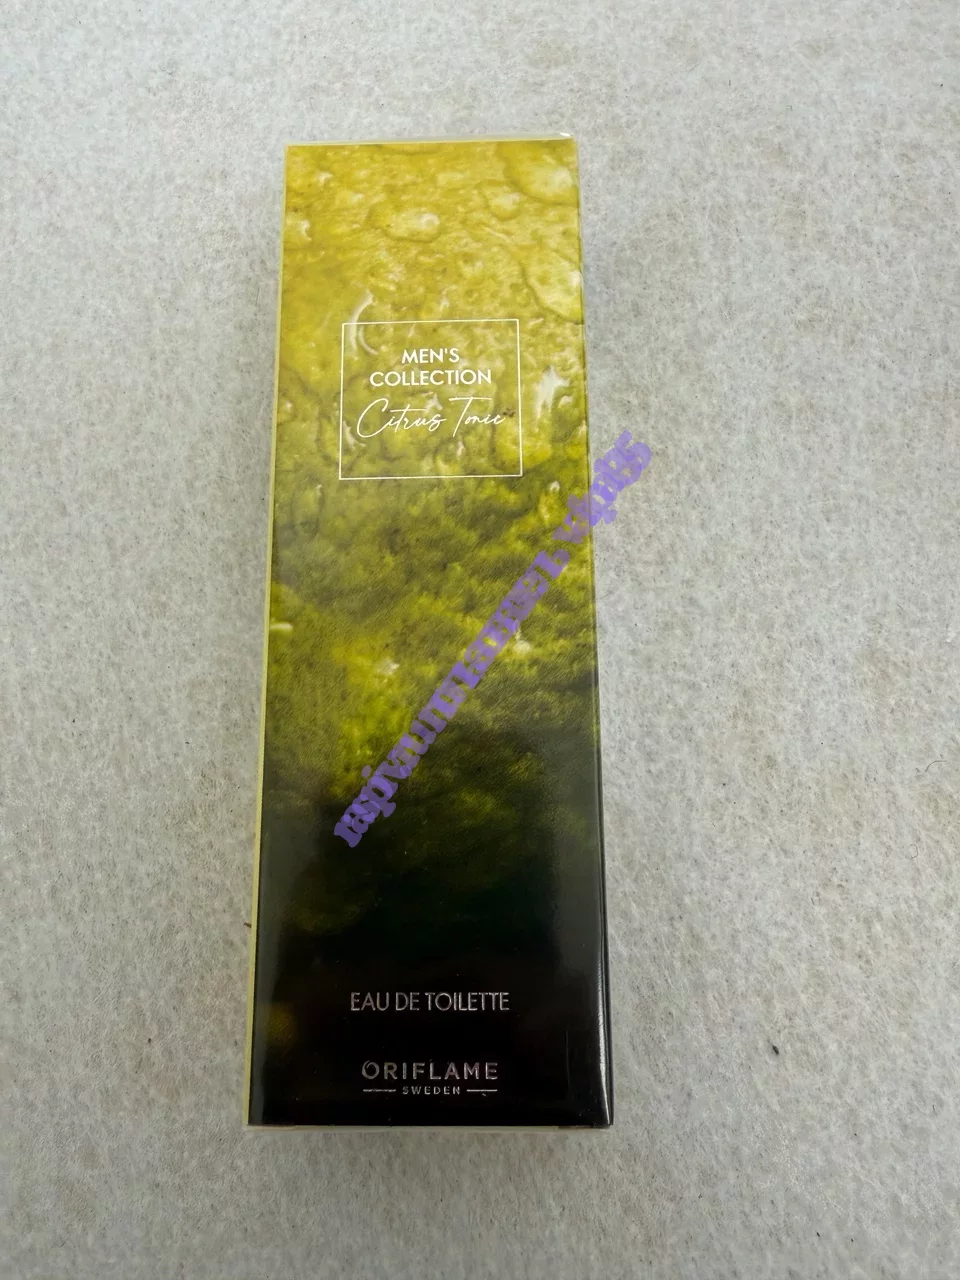 MEN'S
COLLECTION
Citrus Tonic
EAU DE TOILETTE
ORIFLAME
SWEDEN